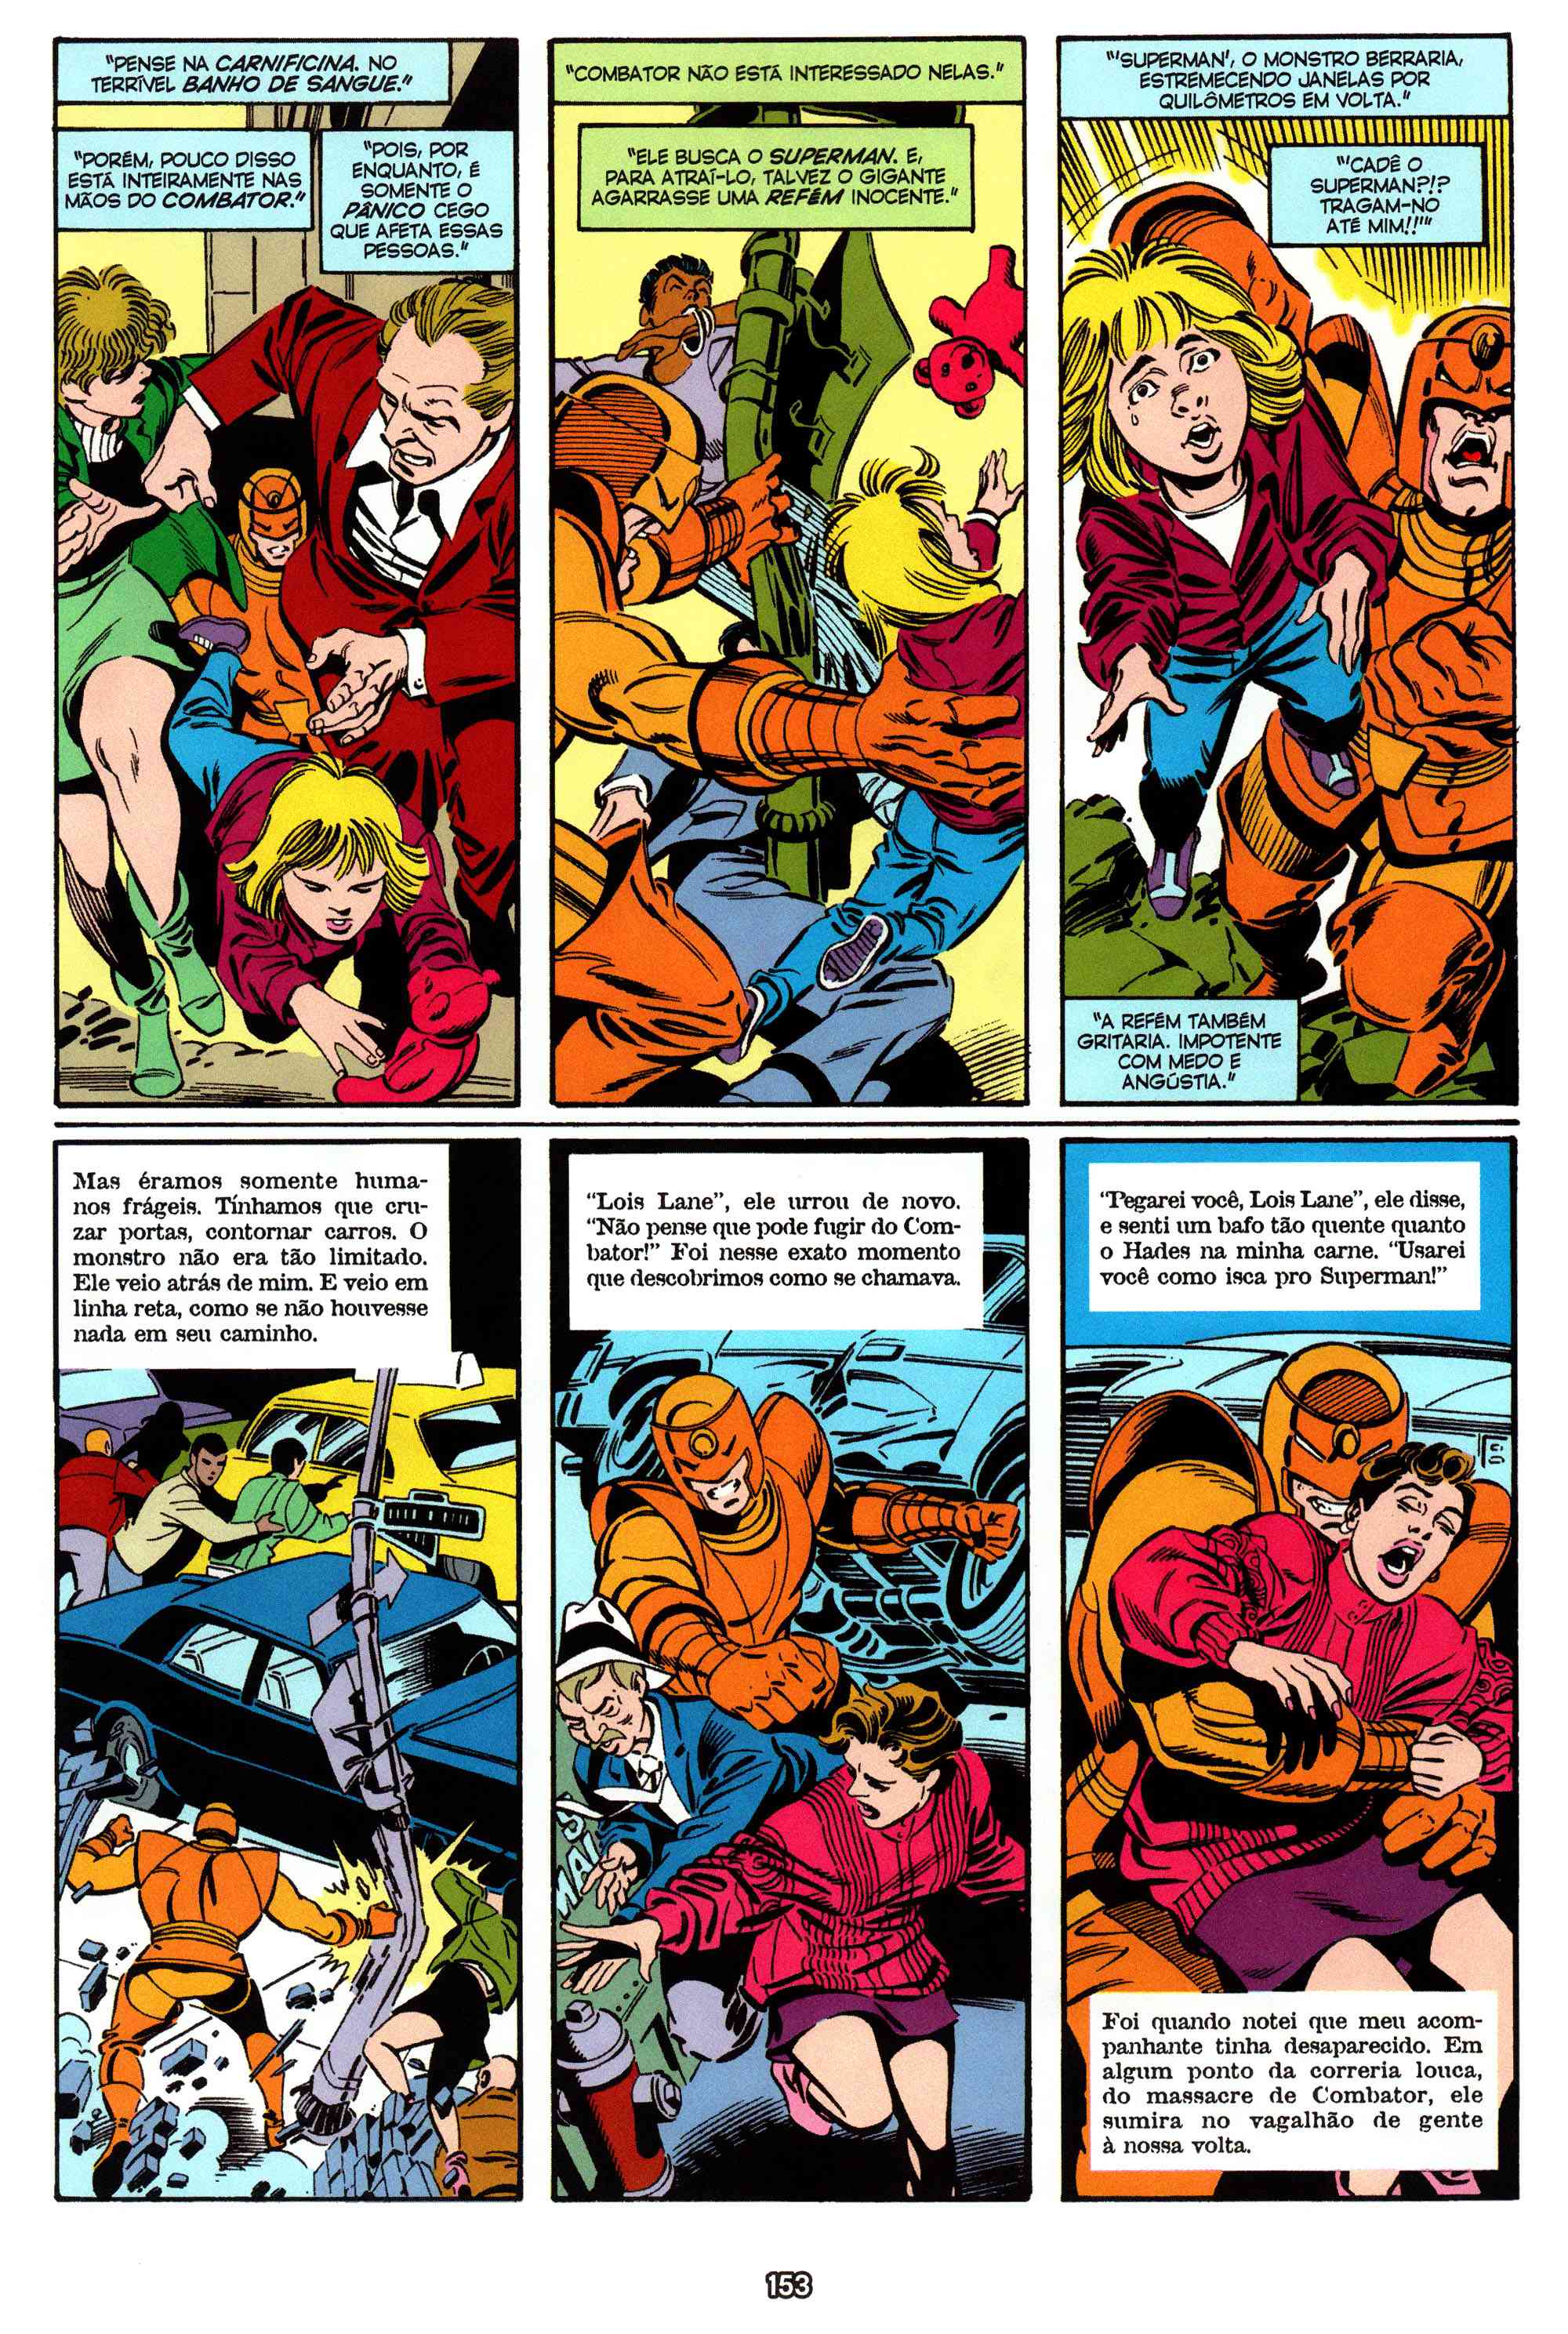 "PENSE NA CARNIFICINA. NO
TERRÍVEL BANHO DE SANGUE."
"PORÉM, POUCO DISSO
ESTÁ INTEIRAMENTE NAS
MÃOS DO COMBATOR."
"POIS, POR
ENQUANTO, É
SOMENTE O
PÂNICO CEGO
QUE AFETA ESSAS
PESSOAS."
"COMBATOR NÃO ESTÁ INTERESSADO NELAS."
"ELE BUSCA O SUPERMAN. E,
PARA ATRAÍ-LO, TALVEZ O GIGANTE
AGARRASSE UMA REFÉM INOCENTE."
"'SUPERMAN', O MONSTRO BERRARIA,
ESTREMECENDO JANELAS POR
QUILÔMETROS EM VOLTA."
"'CADÊ O
SUPERMAN?!?
TRAGAM-NO
ATÉ MIM!!'"
"A REFÉM TAMBÉM
GRITARIA. IMPOTENTE
COM MEDO E
ANGÚSTIA."
Mas éramos somente huma-
nos frágeis. Tínhamos que cru-
zar portas, contornar carros. O
monstro não era tão limitado.
Ele veio atrás de mim. E veio em
linha reta, como se não houvesse
nada em seu caminho.
"Lois Lane", ele urrou de novo.
"Não pense que pode fugir do Com-
bator!" Foi nesse exato momento
que descobrimos como se chamava.
"Pegarei você, Lois Lane", ele disse,
e senti um bafo tão quente quanto
o Hades na minha carne. "Usarei
você como isca pro Superman!"
Foi quando notei que meu acom-
panhante tinha desaparecido. Em
algum ponto da correria louca,
do massacre de Combator, ele
sumira no vagalhão de gente
à nossa volta.
153